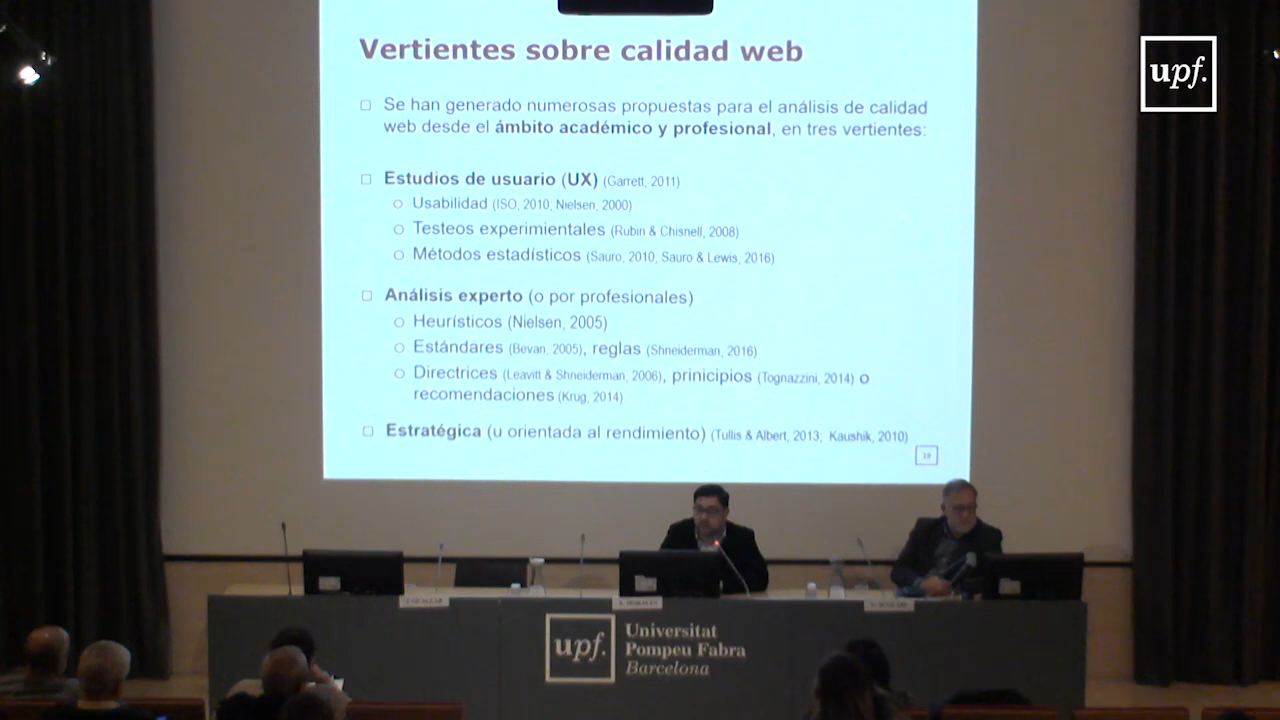 Vertientes sobre calidad web
upf.
Se han generado numerosas propuestas para el análisis de calidad
web desde el ámbito académico y profesional, en tres vertientes:
Estudios de usuario (UX) (Garrett, 2011)
Usabilidad (ISO, 2010; Nielsen, 2000)
Testeos experimientales (Rubin & Chisnell, 2008)
Métodos estadísticos (Sauro, 2010; Sauro & Lewis, 2016)
Análisis experto (o por profesionales)
Heurísticos (Nielsen, 2005)
Estándares (Bevan, 2005), reglas (Shneiderman, 2016)
Directrices (Leavitt & Shneiderman, 2006), prinicipios (Tognazzini, 2014) o
recomendaciones (Krug, 2014)
Estratégica (u orientada al rendimiento) (Tullis & Albert, 2013; Kaushik, 2010)
19
upf.
Universitat
Pompeu Fabra
Barcelona